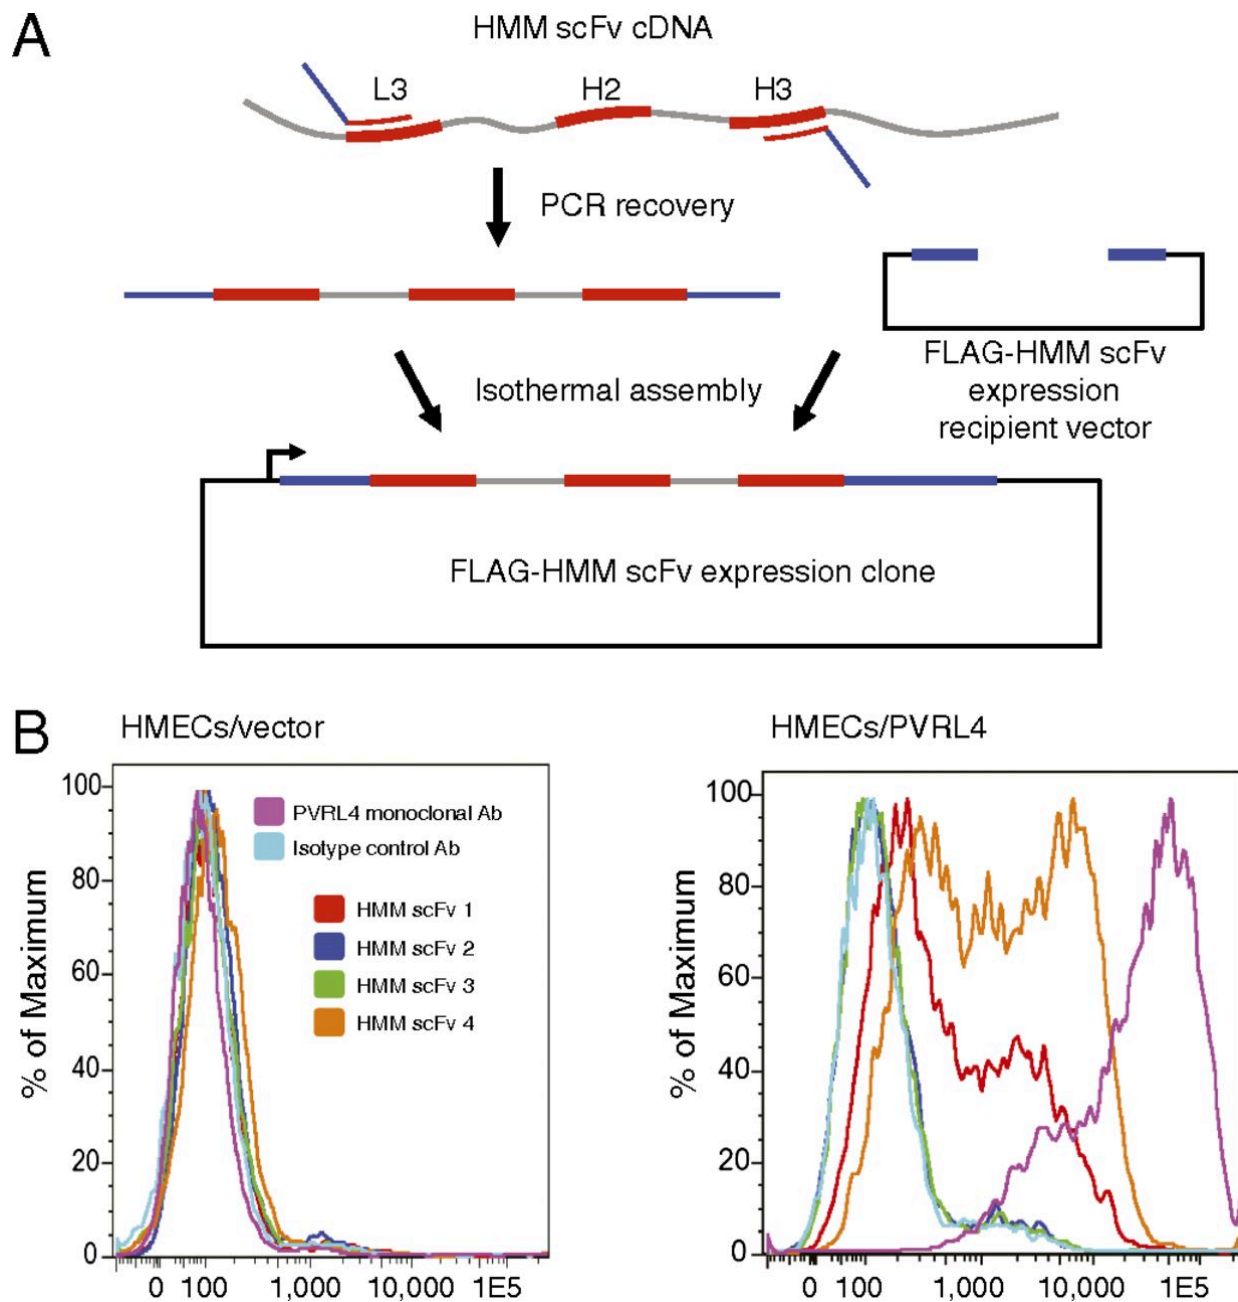 A
HMM scFv cDNA
L3
H2
H3
PCR recovery
Isothermal assembly
FLAG-HMM scFv
expression
recipient vector
FLAG-HMM scFv expression clone
B
HMECs/vector
% of Maximum
100
80
60
40
20
0
PVRL4 monoclonal Ab
Isotype control Ab
HMM scFv 1
HMM scFv 2
HMM scFv 3
HMM scFv 4
0 100 1,000 10,000 1E5
HMECs/PVRL4
% of Maximum
100
80
60
40
20
0
0 100 1,000 10,000 1E5